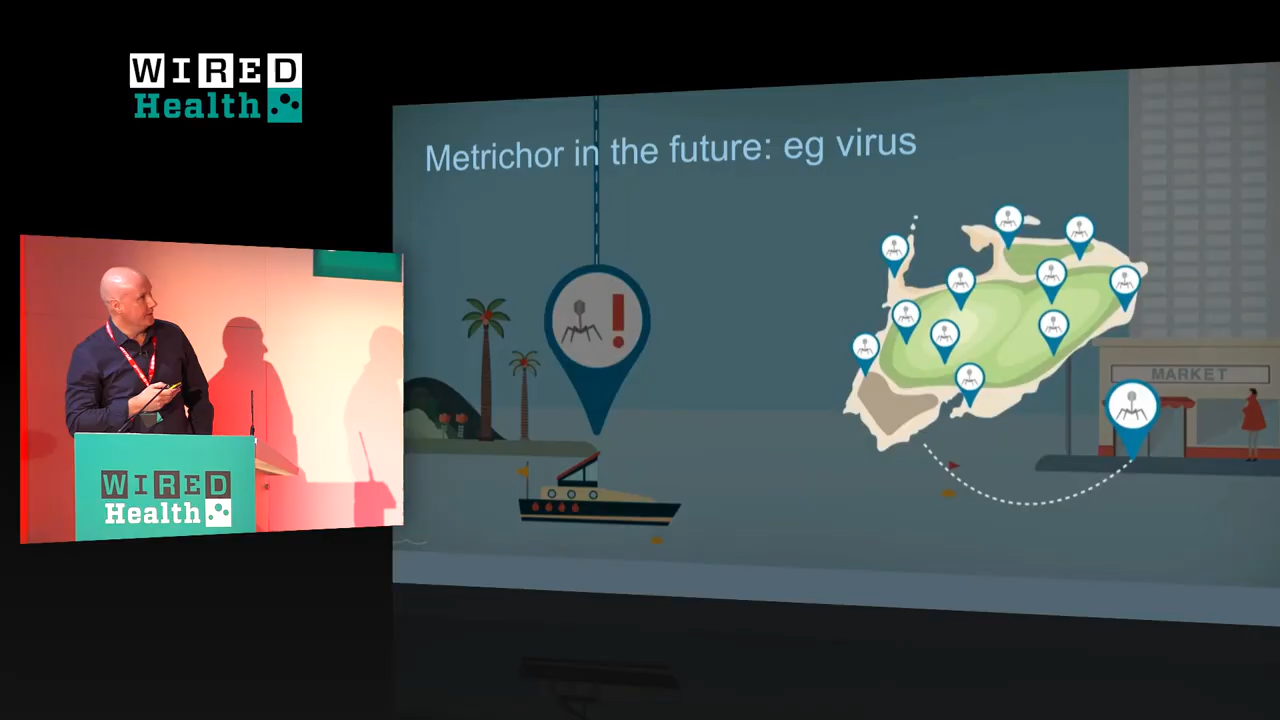 WIRED
Health
Metrichor in the future: eg virus
!
MARKET
WIRED
Health